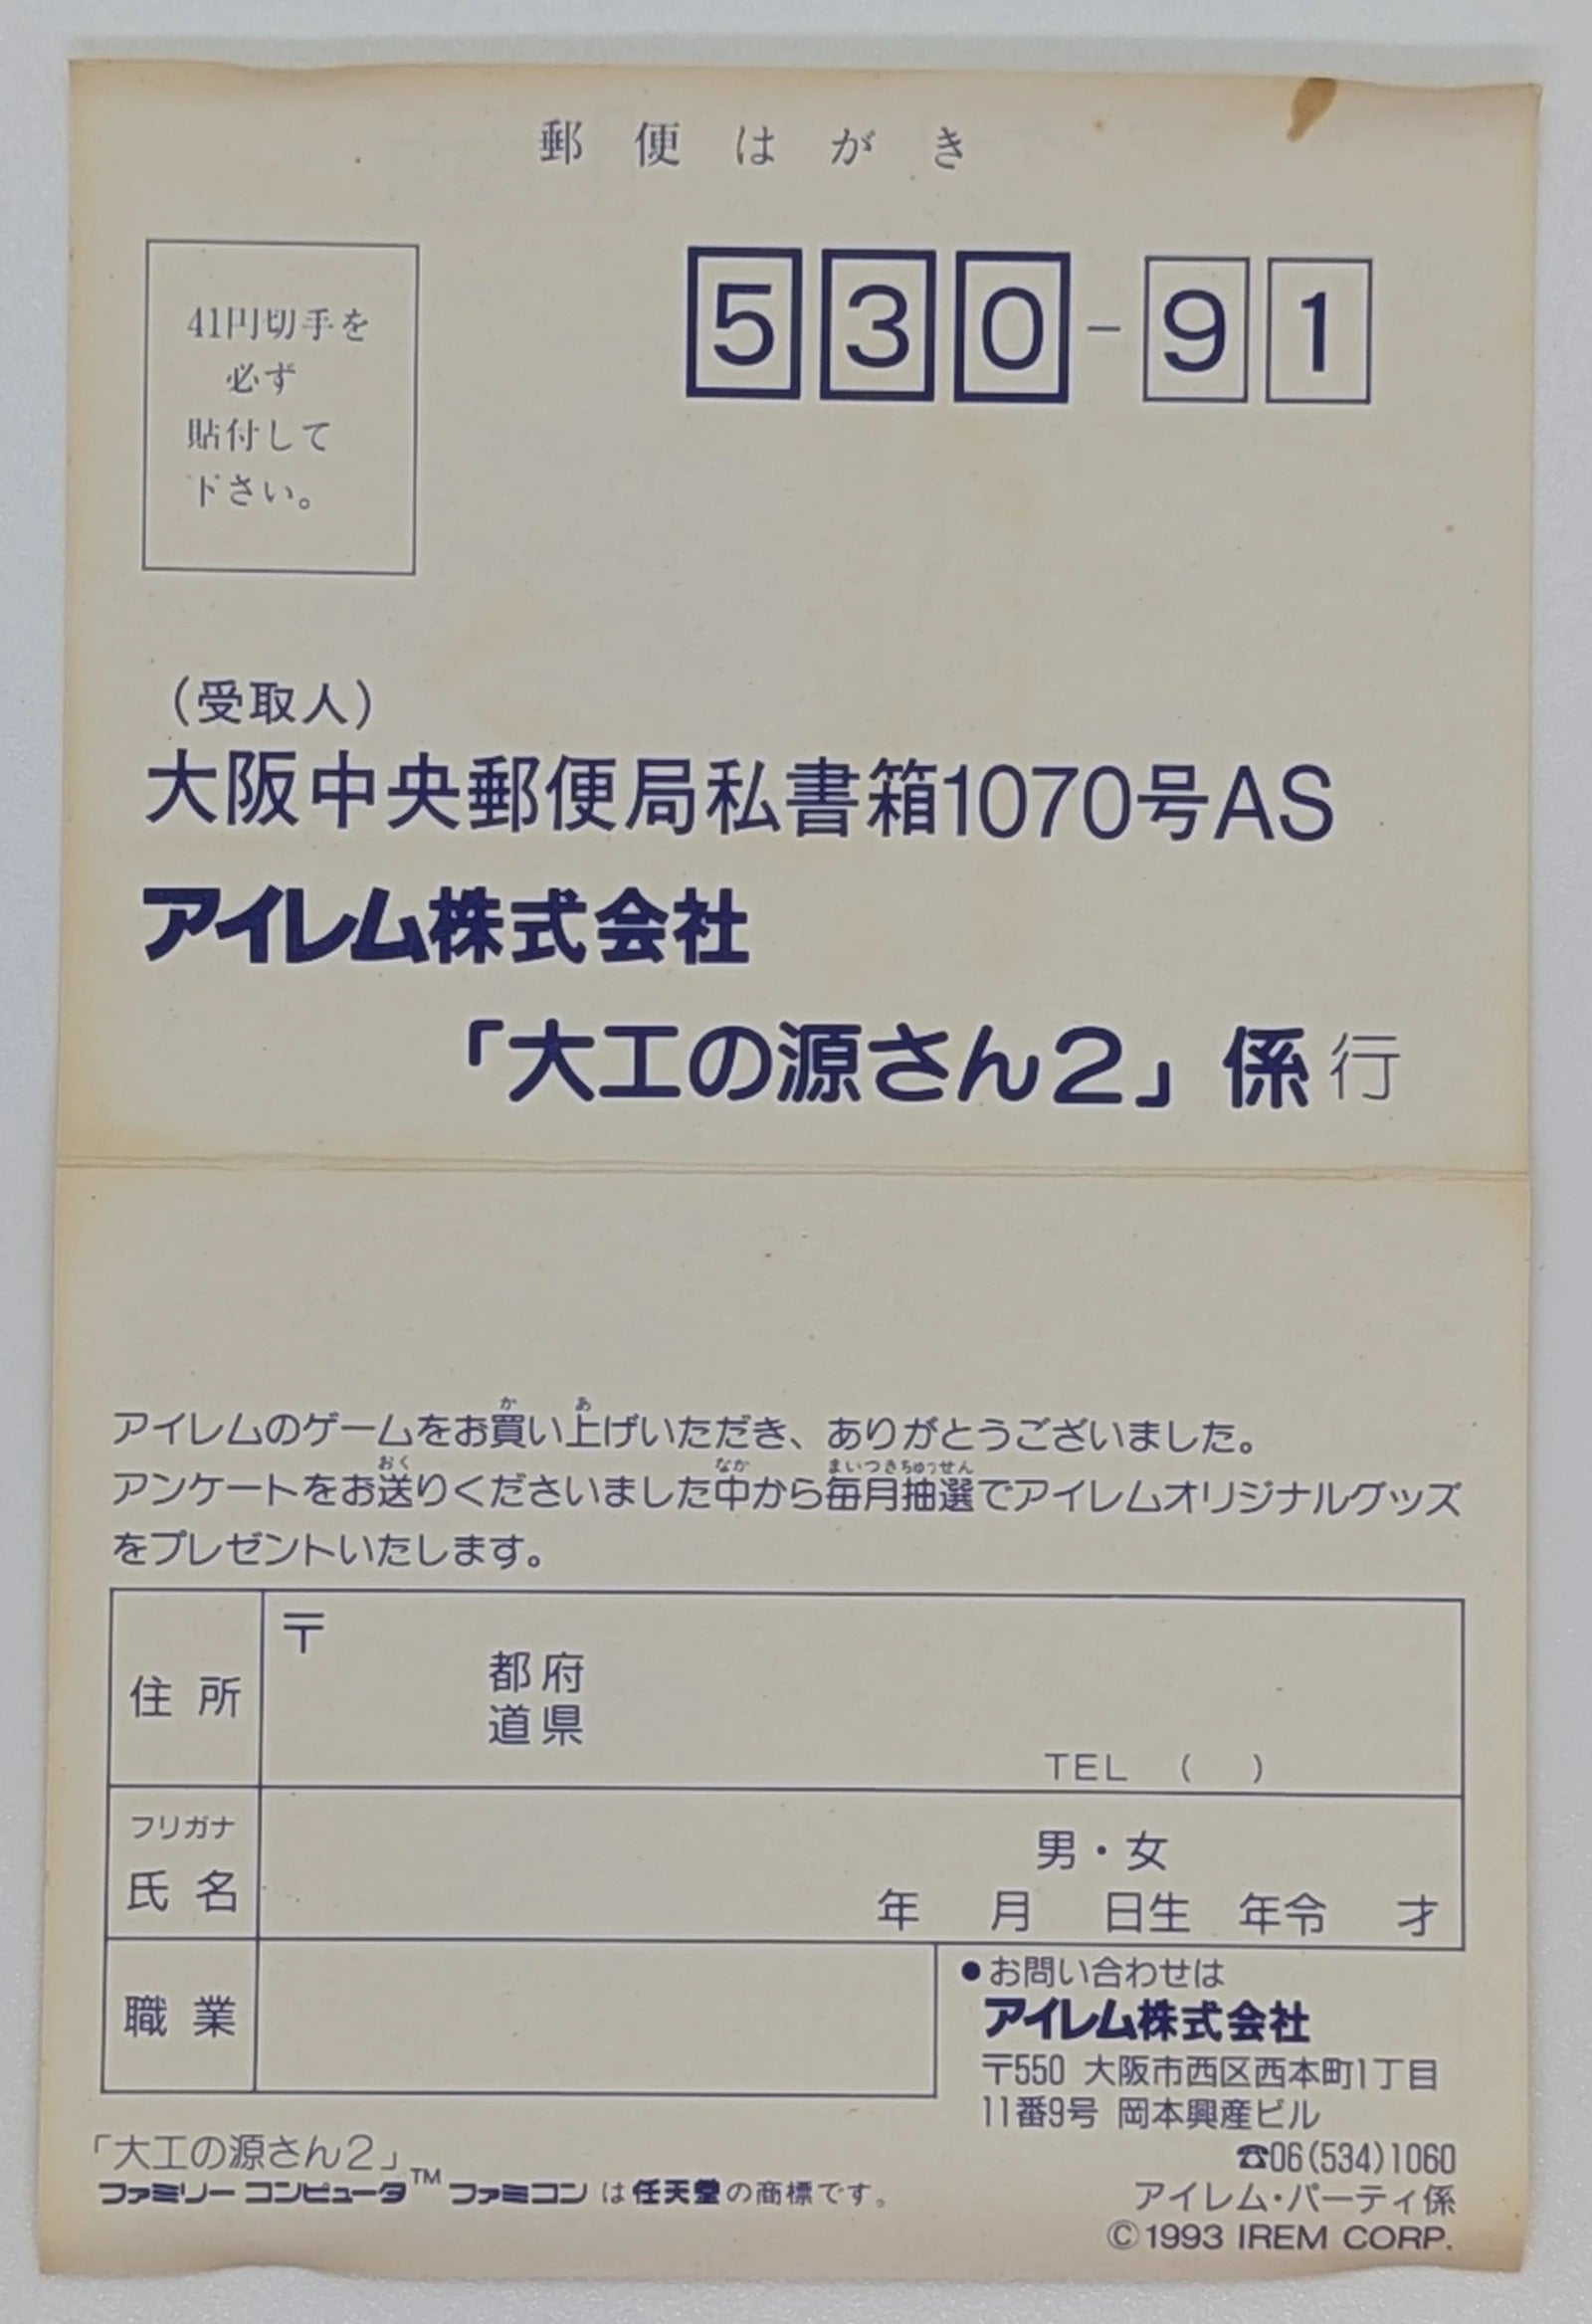 郵便はがき
41円切手を
必ず
貼付して
下さい。
530-91
(受取人)
大阪中央郵便局私書箱1070号AS
アイレム株式会社
「大工の源さん2」係行
アイレムのゲームをお買い上げいただき、ありがとうございました。
アンケートをお送りくださいました中から毎月抽選でアイレムオリジナルグッズ
をプレゼントいたします。
住所
〒
都府
道県
TEL ( )
フリガナ
氏名
男・女
年 月 日生 年令 才
職業
●お問い合わせは
アイレム株式会社
〒550 大阪市西区西本町1丁目
11番9号 岡本興産ビル
☎06(534)1060
アイレム・パーティ係
©1993 IREM CORP.
「大工の源さん2」
ファミリーコンピュータ™ ファミコンは任天堂の商標です。